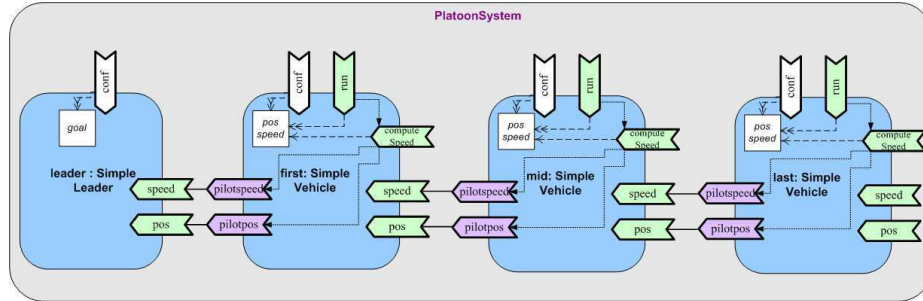 PlatoonSystem
conf
goal
leader : Simple
Leader
speed
pos
conf
run
pos
speed
compute
Speed
first: Simple
Vehicle
pilotspeed
pilotpos
speed
pos
conf
run
pos
speed
compute
Speed
mid: Simple
Vehicle
pilotspeed
pilotpos
speed
pos
conf
run
pos
speed
compute
Speed
last: Simple
Vehicle
pilotspeed
pilotpos
speed
pos